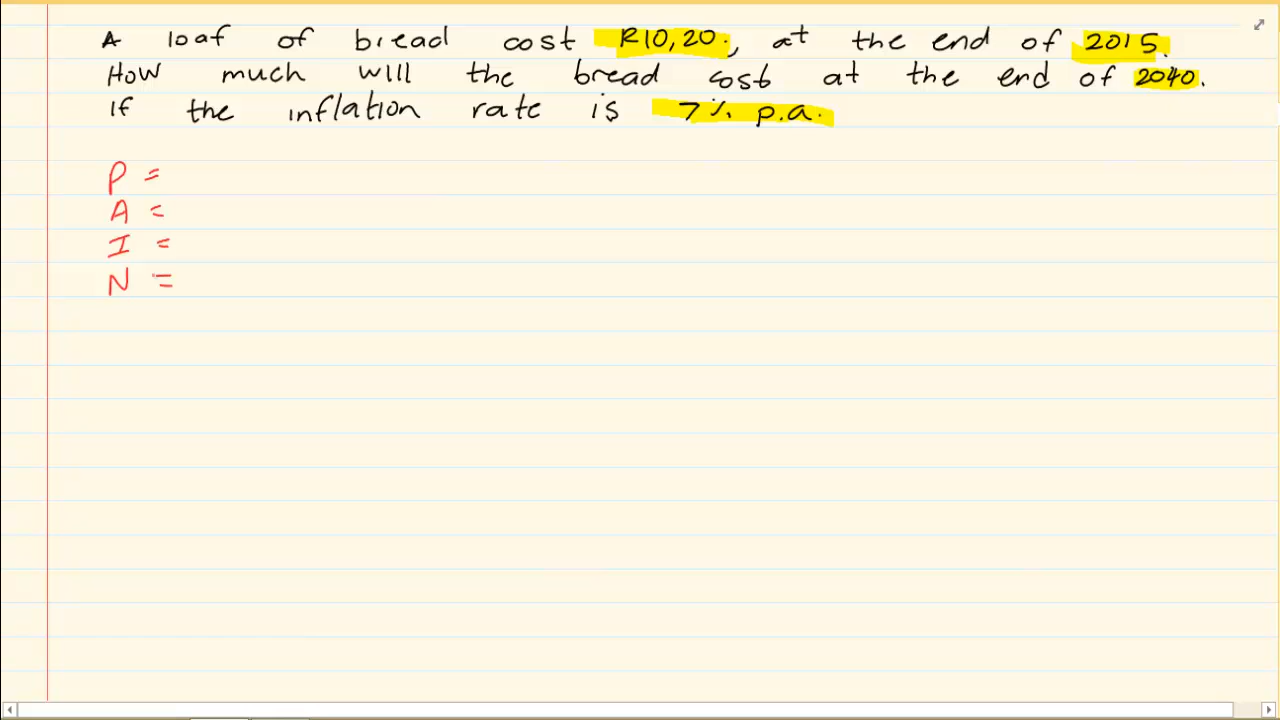 A loaf of bread cost R10,20., at the end of 2015.
How much will the bread cost at the end of 2040.
If the inflation rate is 7% p.a.
P =
A =
I =
N =